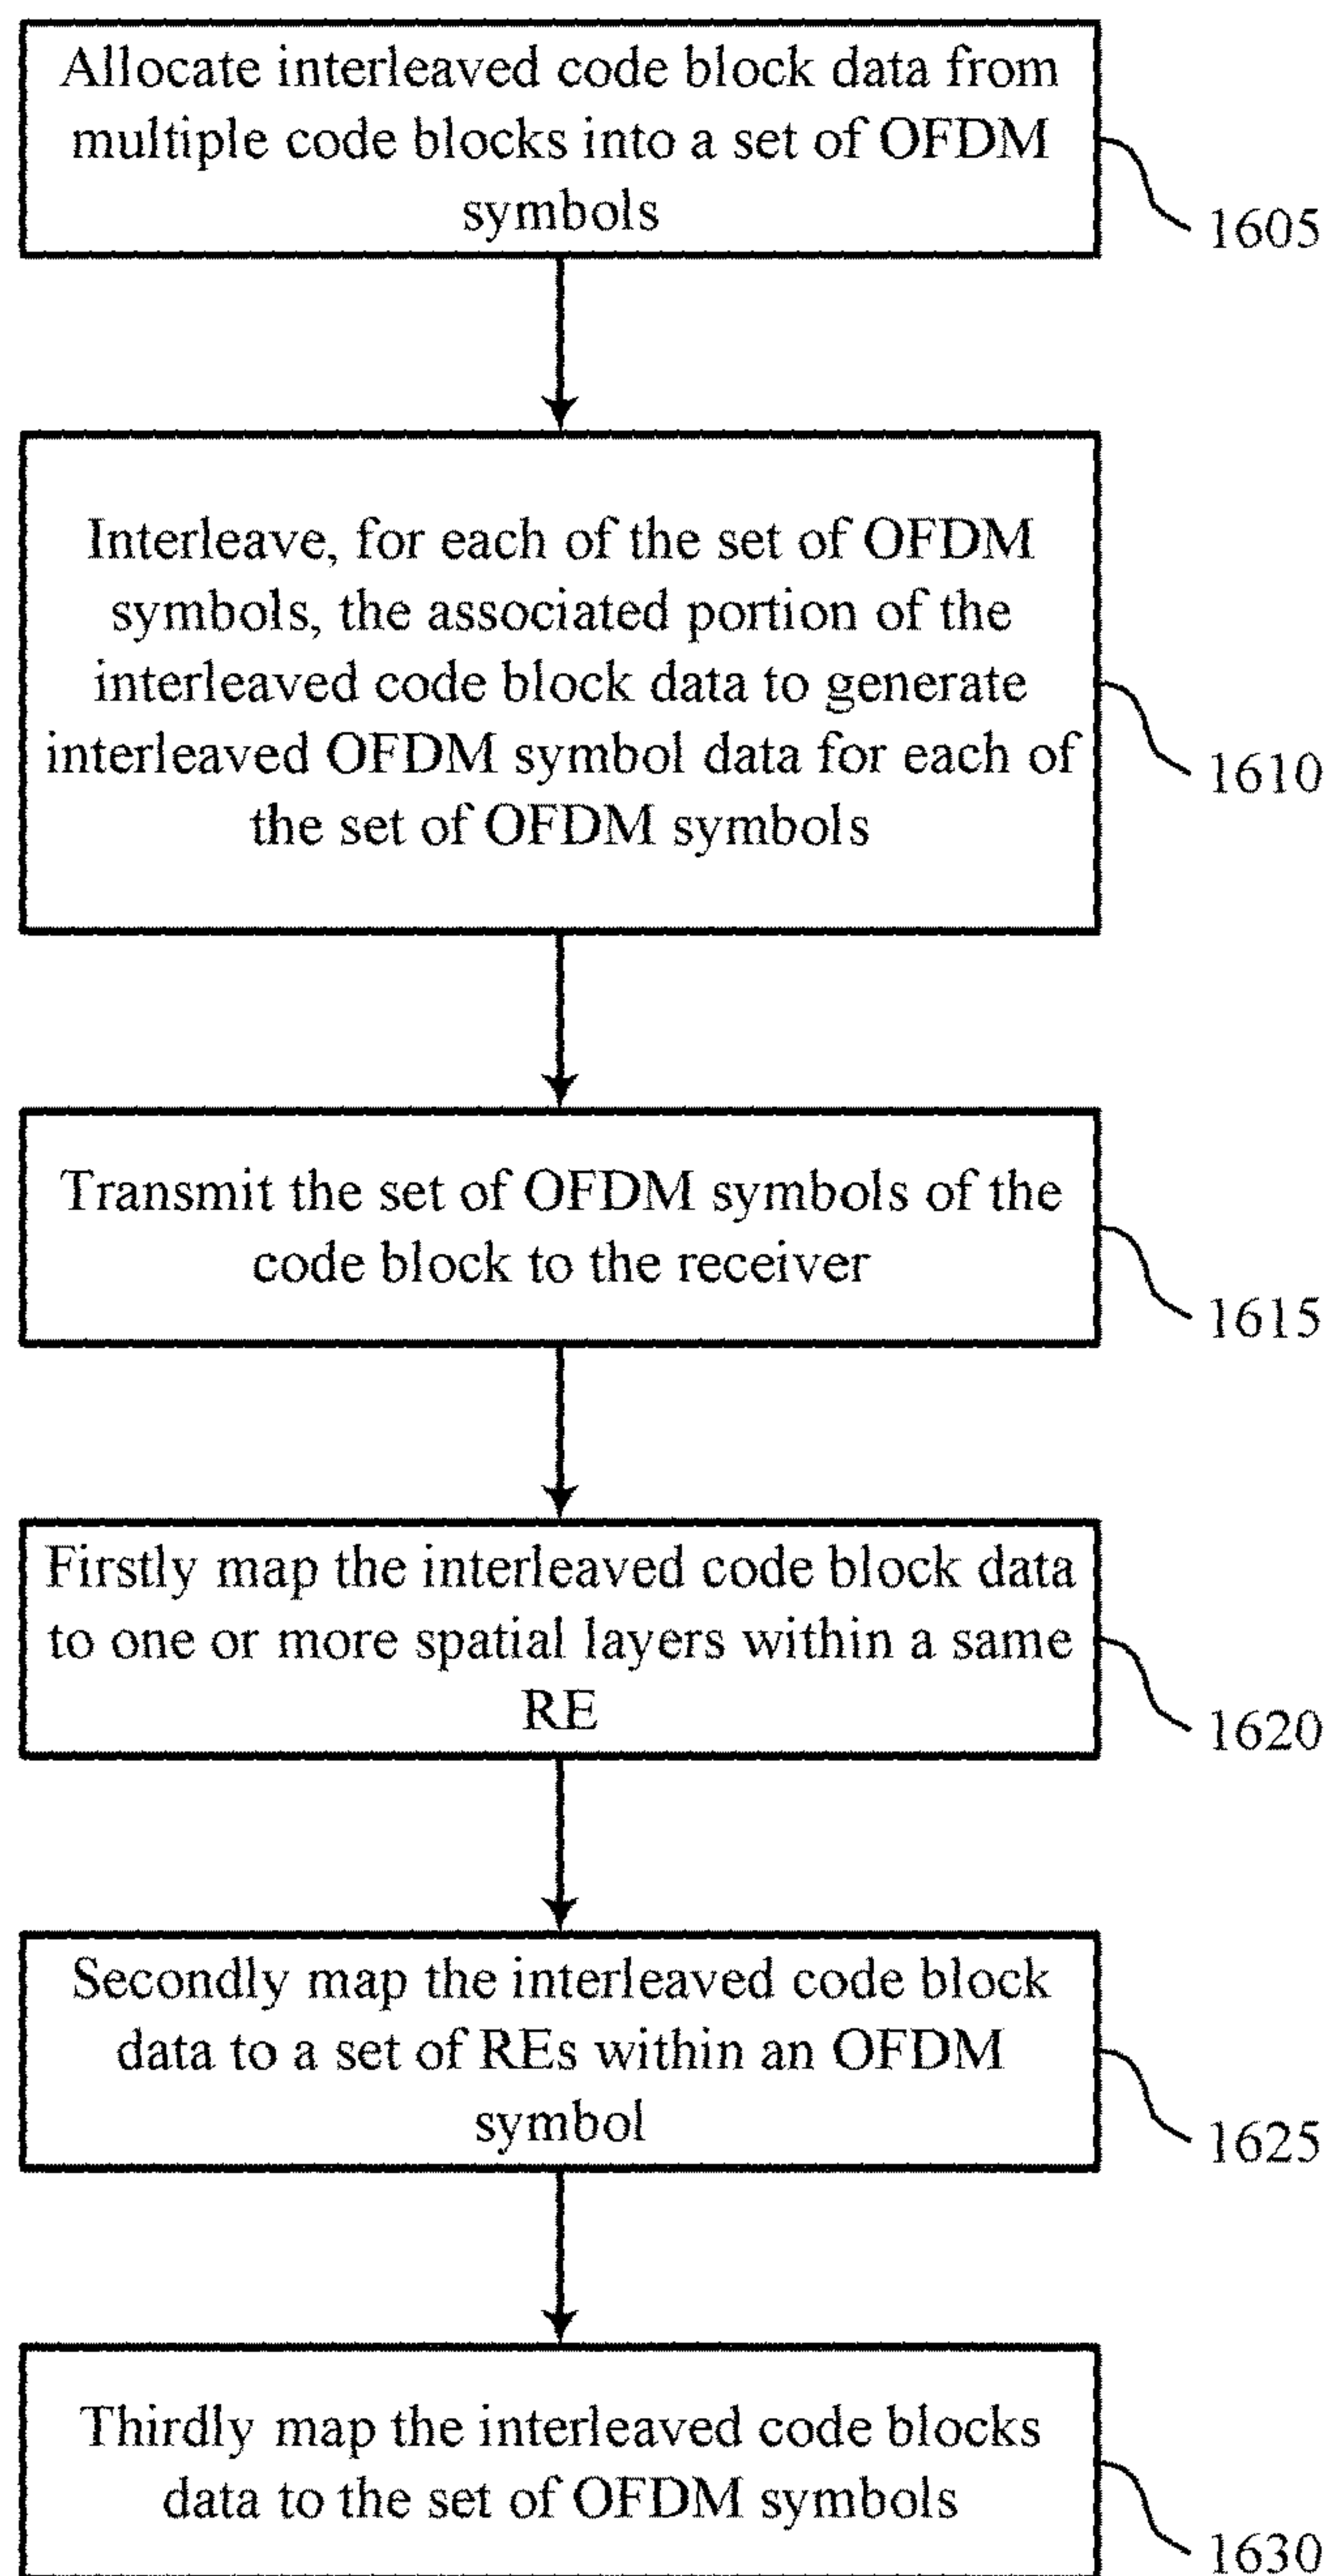 Allocate interleaved code block data from
multiple code blocks into a set of OFDM
symbols
1605
Interleave, for each of the set of OFDM
symbols, the associated portion of the
interleaved code block data to generate
interleaved OFDM symbol data for each of
the set of OFDM symbols
1610
Transmit the set of OFDM symbols of the
code block to the receiver
1615
Firstly map the interleaved code block data
to one or more spatial layers within a same
RE
1620
Secondly map the interleaved code block
data to a set of REs within an OFDM
symbol
1625
Thirdly map the interleaved code blocks
data to the set of OFDM symbols
1630